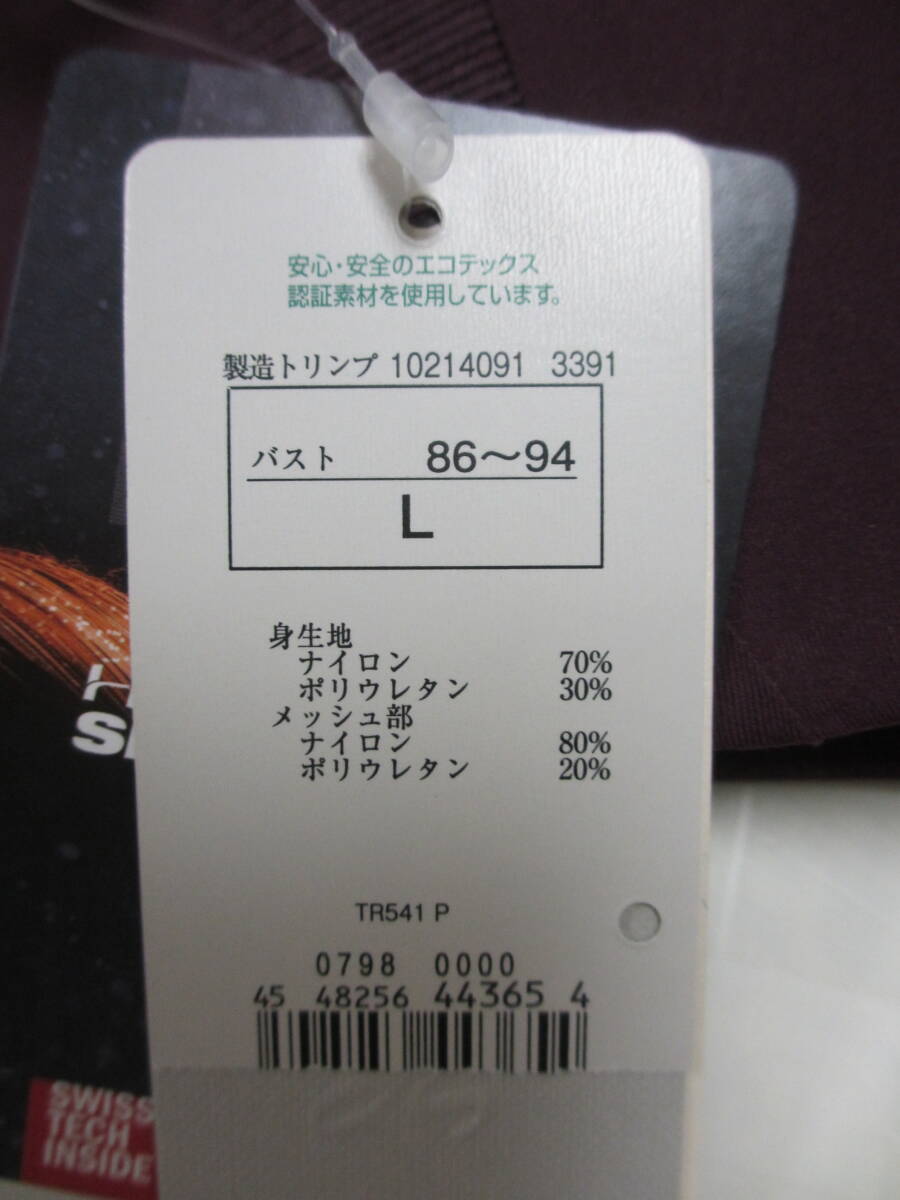 安心・安全のエコテックス
認証素材を使用しています。
製造トリンプ 10214091 3391
バスト 86〜94
L
身生地
ナイロン 70%
ポリウレタン 30%
メッシュ部
ナイロン 80%
ポリウレタン 20%
TR541 P
0798 0000
45 48256 44365 4
SWISS
TECH
INSIDE